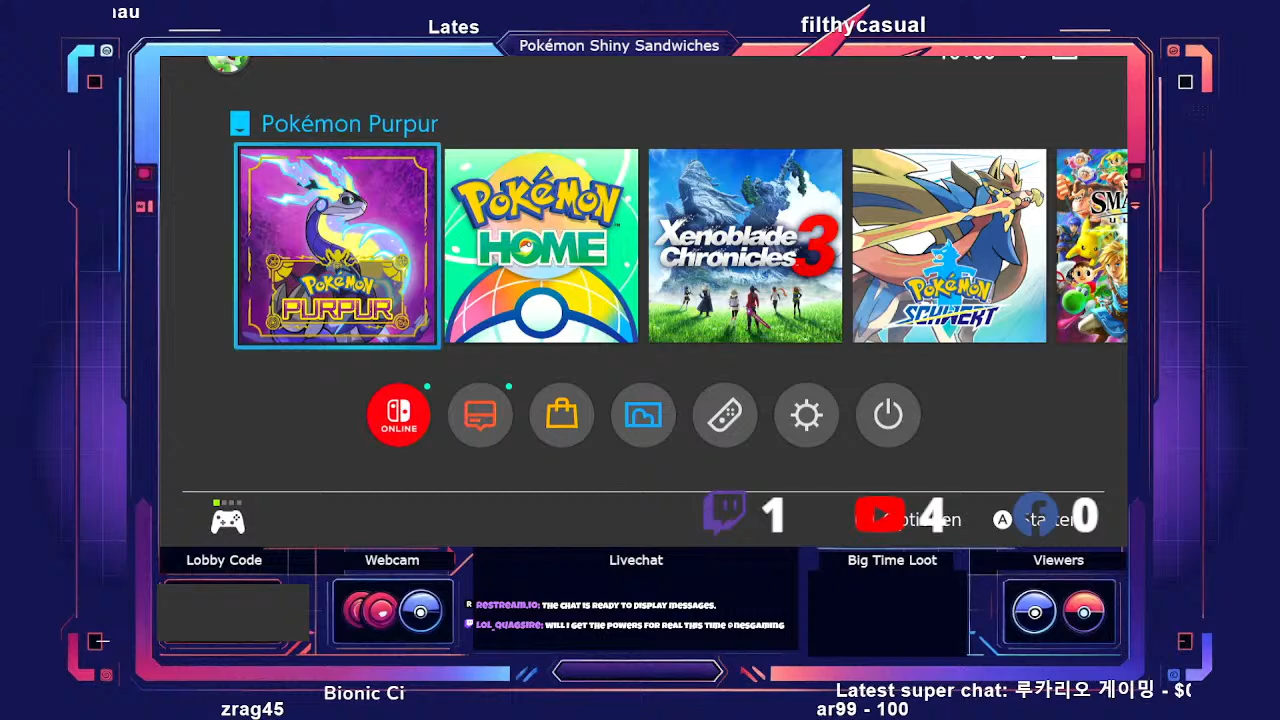 Lates
filthycasual
Pokémon Shiny Sandwiches
Pokémon Purpur
POKÉMON
PURPUR
POKÉMON
HOME
Xenoblade
Chronicles 3
POKÉMON
SCHWERT
ONLINE
1
4
0
A
Lobby Code
Webcam
Livechat
Big Time Loot
Viewers
RESTREAM.IO: THE CHAT IS READY TO DISPLAY MESSAGES.
LOL_QUAGSIRE: WILL I GET THE POWERS FOR REAL THIS TIME @NESGAMING
Bionic Ci
Latest super chat: 루카리오 게이밍 -
zrag45
ar99 - 100